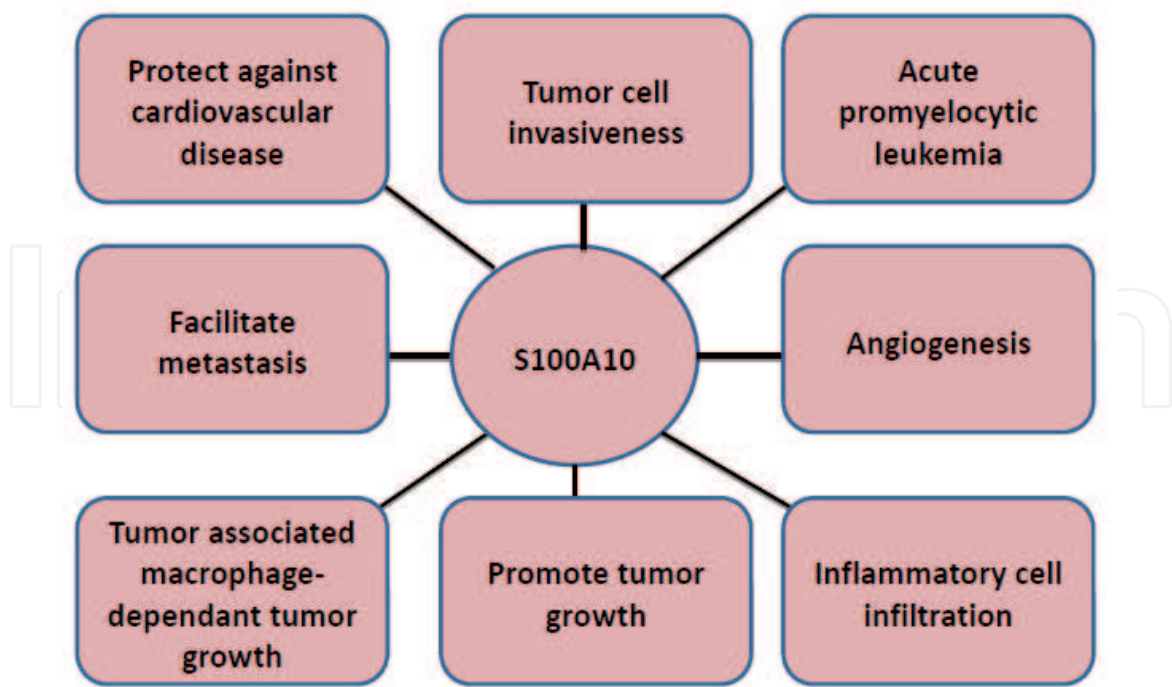 Protect against
cardiovascular
disease
Tumor cell
invasiveness
Acute
promyelocytic
leukemia
Facilitate
metastasis
S100A10
Angiogenesis
Tumor associated
macrophage-
dependant tumor
growth
Promote tumor
growth
Inflammatory cell
infiltration